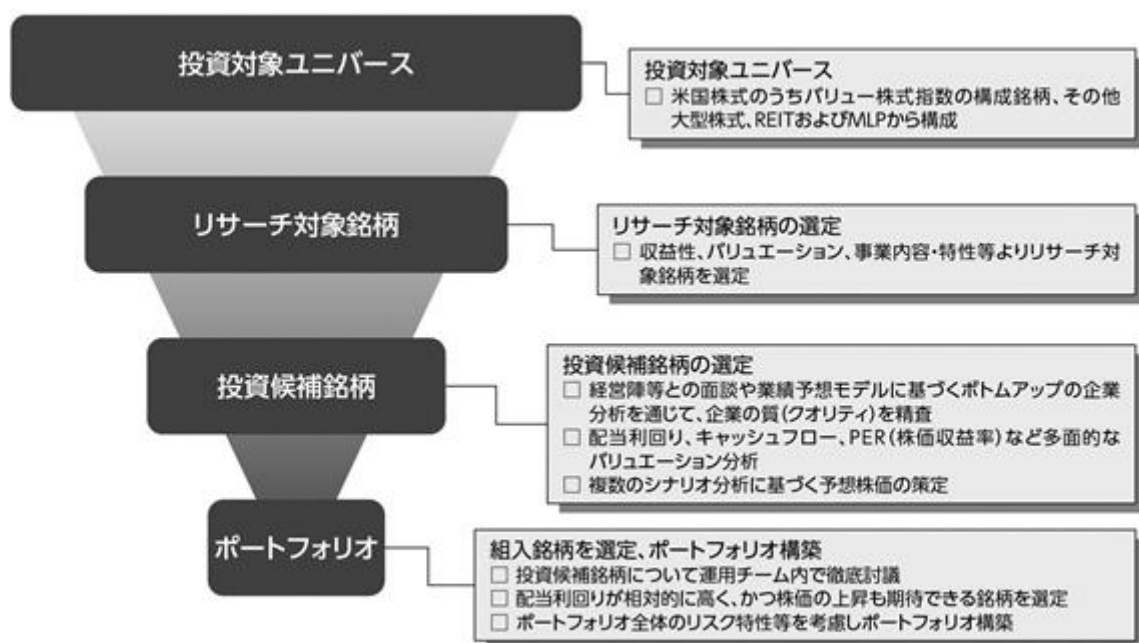 投資対象ユニバース
投資対象ユニバース
□ 米国株式のうちバリュー株式指数の構成銘柄、その他
大型株式、REITおよびMLPから構成
リサーチ対象銘柄
リサーチ対象銘柄の選定
□ 収益性、バリュエーション、事業内容・特性等よりリサーチ対
象銘柄を選定
投資候補銘柄
投資候補銘柄の選定
□ 経営陣等との面談や業績予想モデルに基づくボトムアップの企業
分析を通じて、企業の質（クオリティ）を精査
□ 配当利回り、キャッシュフロー、PER（株価収益率）など多面的な
バリュエーション分析
□ 複数のシナリオ分析に基づく予想株価の策定
ポートフォリオ
組入銘柄を選定、ポートフォリオ構築
□ 投資候補銘柄について運用チーム内で徹底討議
□ 配当利回りが相対的に高く、かつ株価の上昇も期待できる銘柄を選定
□ ポートフォリオ全体のリスク特性等を考慮しポートフォリオ構築